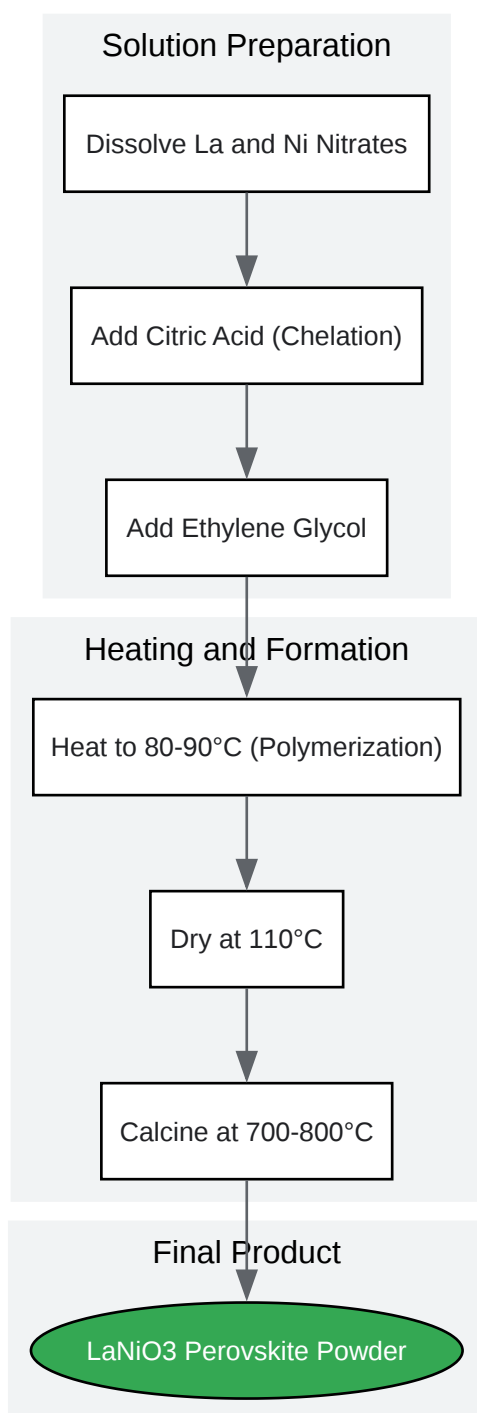 Solution Preparation
Dissolve La and Ni Nitrates
Add Citric Acid (Chelation)
Add Ethylene Glycol
Heating and Formation
Heat to 80-90°C (Polymerization)
Dry at 110°C
Calcine at 700-800°C
Final Product
LaNiO3 Perovskite Powder